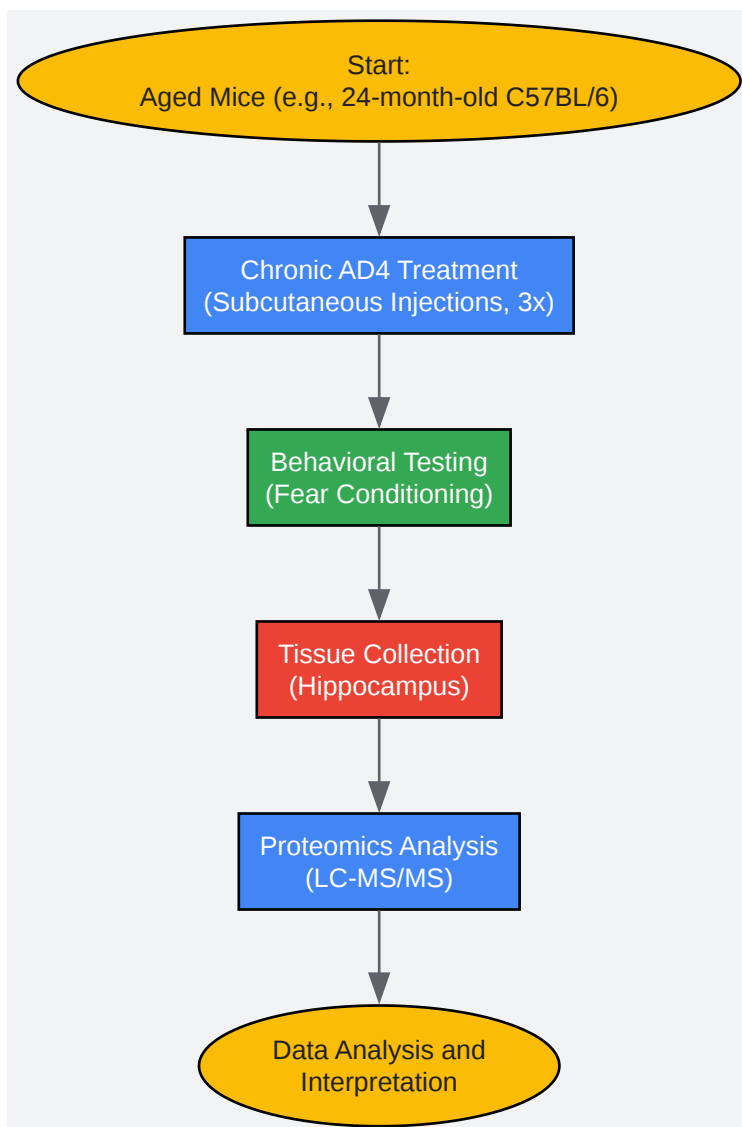 Start:
Aged Mice (e.g., 24-month-old C57BL/6)
Chronic AD4 Treatment
(Subcutaneous Injections, 3x)
Behavioral Testing
(Fear Conditioning)
Tissue Collection
(Hippocampus)
Proteomics Analysis
(LC-MS/MS)
Data Analysis and
Interpretation